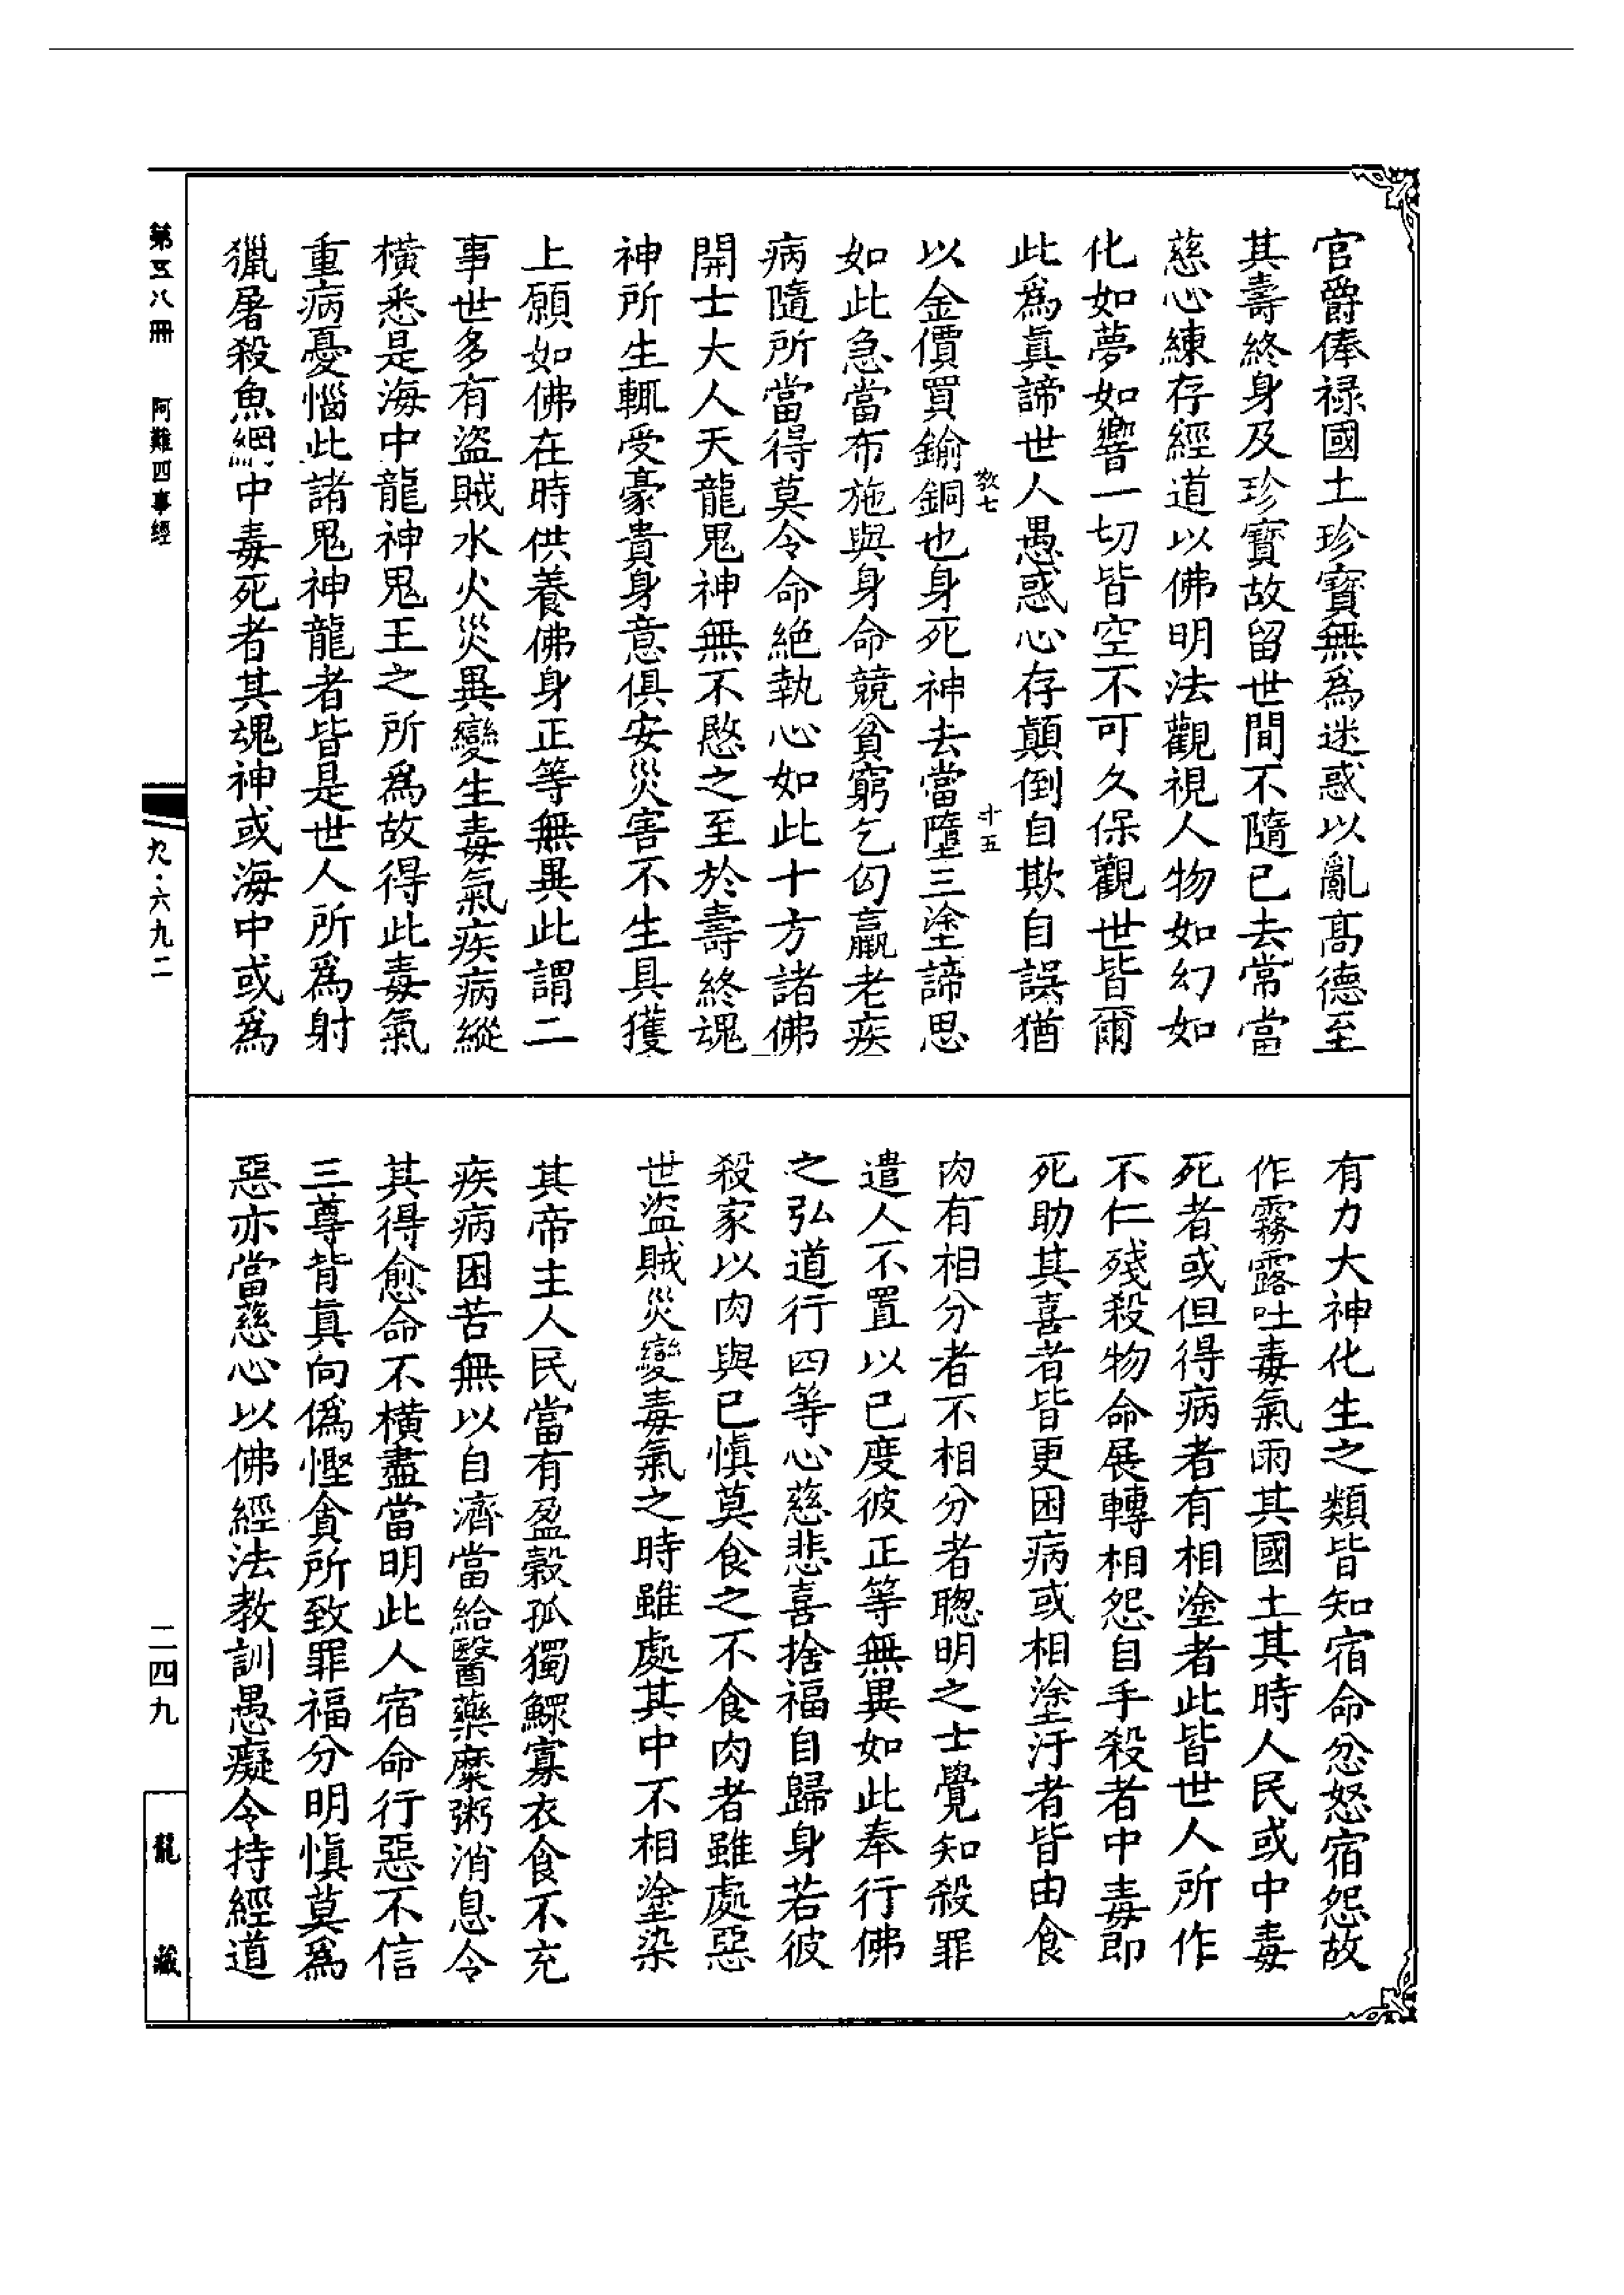 官爵俸禄國土珍寶無為迷惑以亂髙德至
其壽終身及珍寶故留世間不隨已去常當
慈心練存經道以佛明法觀視人物如幻如
化如夢如響一切皆空不可久保觀世皆爾
此為眞諦世人愚惑心存顛倒自欺自誤猶
敬七 十五
以金價買鍮銅也身死神去當墮三塗諦思
如此急當布施與身命競貧窮乞匃羸老疾
病隨所當得莫令命絶執心如此十方諸佛
開士大人天龍鬼神無不愍之至於壽終魂
神所生輒受豪貴身意俱安災害不生具獲
上願如佛在時供養佛身正等無異此謂二
事世多有盜賊水火災異變生毒氣疾病縱
横悉是海中龍神鬼王之所為故得此毒氣
重病憂惱此諸鬼神龍者皆是世人所為射
獵屠殺魚網中毒死者其魂神或海中或為
有力大神化生之類皆知宿命忿怒宿怨故
作霧露吐毒氣雨其國土其時人民或中毒
死者或但得病者有相塗者此皆世人所作
不仁殘殺物命展轉相怨自手殺者中毒即
死助其喜者皆更困病或相塗汙者皆由食
肉有相分者不相分者聰明之士覺知殺罪
遣人不置以已度彼正等無異如此奉行佛
之弘道行四等心慈悲喜捨福自歸身若彼
殺家以肉與已慎莫食之不食肉者雖處惡
世盜賊災變毒氣之時雖處其中不相塗染
其帝主人民當有盈穀孤獨鰥寡衣食不充
疾病困苦無以自濟當給醫藥糜粥消息令
其得愈命不横盡當明此人宿命行惡不信
三尊背眞向僞慳貪所致罪福分明慎莫為
惡亦當慈心以佛經法教訓愚癡令持經道
第五八冊 阿難四事經
九·六九二
二四九
龍藏